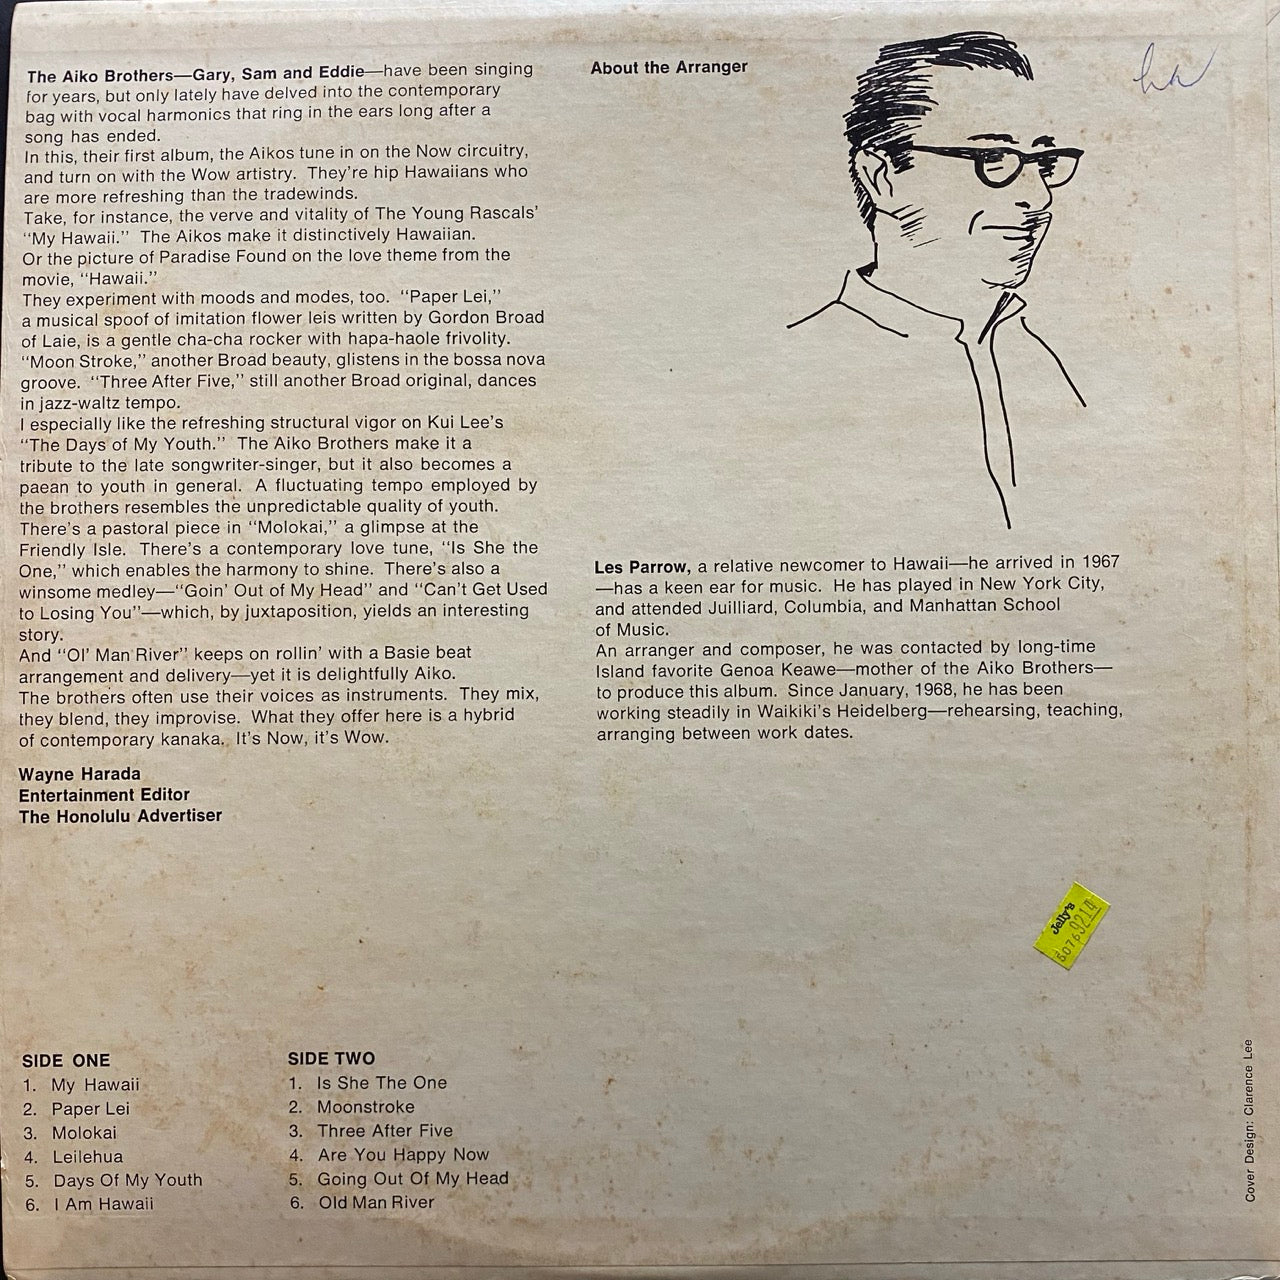 The Aiko Brothers—Gary, Sam and Eddie—have been singing
for years, but only lately have delved into the contemporary
bag with vocal harmonics that ring in the ears long after a
song has ended.
In this, their first album, the Aikos tune in on the Now circuitry,
and turn on with the Wow artistry. They're hip Hawaiians who
are more refreshing than the tradewinds.
Take, for instance, the verve and vitality of The Young Rascals'
"My Hawaii." The Aikos make it distinctively Hawaiian.
Or the picture of Paradise Found on the love theme from the
movie, "Hawaii."
They experiment with moods and modes, too. "Paper Lei,"
a musical spoof of imitation flower leis written by Gordon Broad
of Laie, is a gentle cha-cha rocker with hapa-haole frivolity.
"Moon Stroke," another Broad beauty, glistens in the bossa nova
groove. "Three After Five," still another Broad original, dances
in jazz-waltz tempo.
I especially like the refreshing structural vigor on Kui Lee's
"The Days of My Youth." The Aiko Brothers make it a
tribute to the late songwriter-singer, but it also becomes a
paean to youth in general. A fluctuating tempo employed by
the brothers resembles the unpredictable quality of youth.
There's a pastoral piece in "Molokai," a glimpse at the
Friendly Isle. There's a contemporary love tune, "Is She the
One," which enables the harmony to shine. There's also a
winsome medley—"Goin' Out of My Head" and "Can't Get Used
to Losing You"—which, by juxtaposition, yields an interesting
story.
And "Ol' Man River" keeps on rollin' with a Basie beat
arrangement and delivery—yet it is delightfully Aiko.
The brothers often use their voices as instruments. They mix,
they blend, they improvise. What they offer here is a hybrid
of contemporary kanaka. It's Now, it's Wow.
Wayne Harada
Entertainment Editor
The Honolulu Advertiser
About the Arranger
Les Parrow, a relative newcomer to Hawaii—he arrived in 1967
—has a keen ear for music. He has played in New York City,
and attended Juilliard, Columbia, and Manhattan School
of Music.
An arranger and composer, he was contacted by long-time
Island favorite Genoa Keawe—mother of the Aiko Brothers—
to produce this album. Since January, 1968, he has been
working steadily in Waikiki's Heidelberg—rehearsing, teaching,
arranging between work dates.
Jelly's
60769214
SIDE ONE
1. My Hawaii
2. Paper Lei
3. Molokai
4. Leilehua
5. Days Of My Youth
6. I Am Hawaii
SIDE TWO
1. Is She The One
2. Moonstroke
3. Three After Five
4. Are You Happy Now
5. Going Out Of My Head
6. Old Man River
Cover Design: Clarence Lee